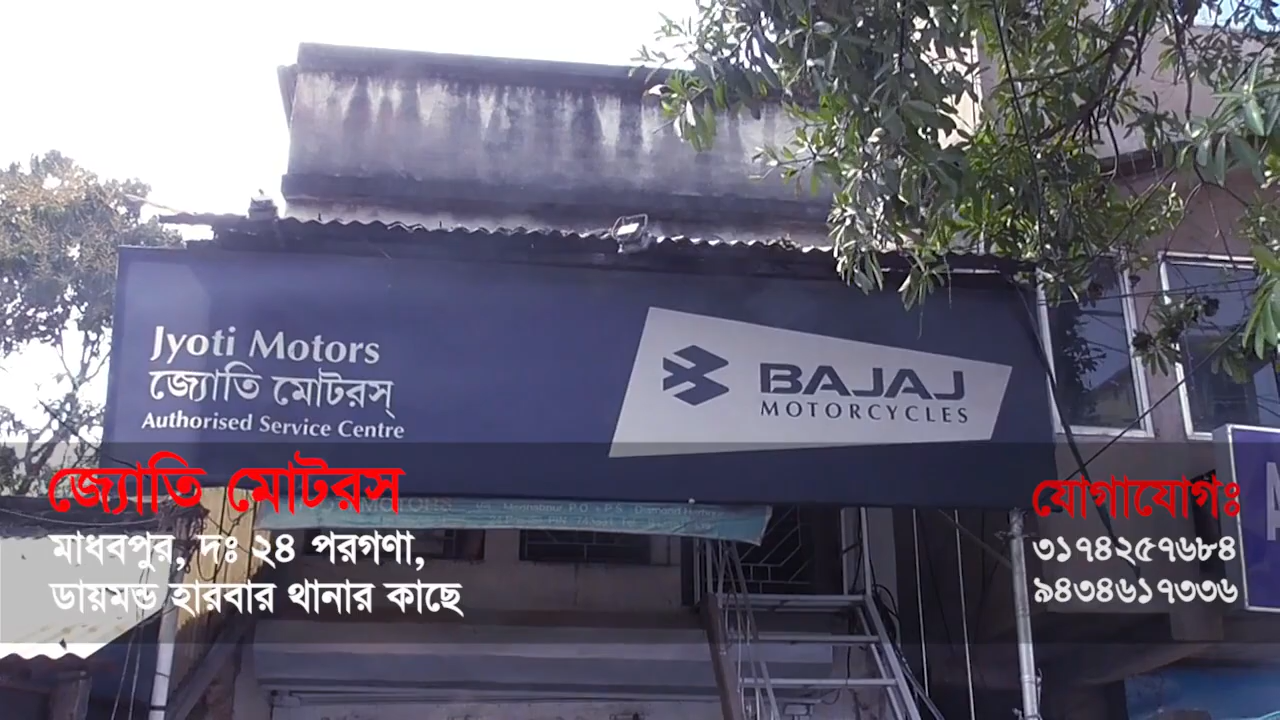 Jyoti Motors
জ্যোতি মোটরস্
Authorised Service Centre
BAJAJ
MOTORCYCLES
জ্যোতি মোটরস
মাধবপুর, দঃ ২৪ পরগণা,
ডায়মন্ড হারবার থানার কাছে
যোগাযোগঃ
৩১৭৪২৫৭৬৮৪
৯৪৩৪৬১৭৩৩৬